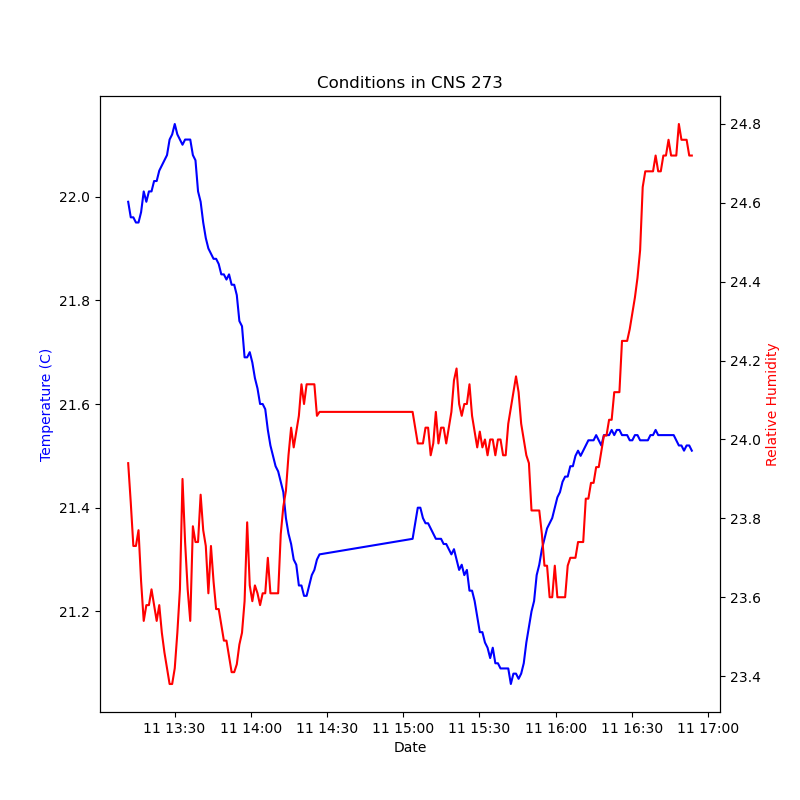 Conditions in CNS 273
22.0
21.8
21.6
21.4
21.2
Temperature (C)
24.8
24.6
24.4
24.2
24.0
23.8
23.6
23.4
Relative Humidity
11 13:30 11 14:00 11 14:30 11 15:00 11 15:30 11 16:00 11 16:30 11 17:00
Date